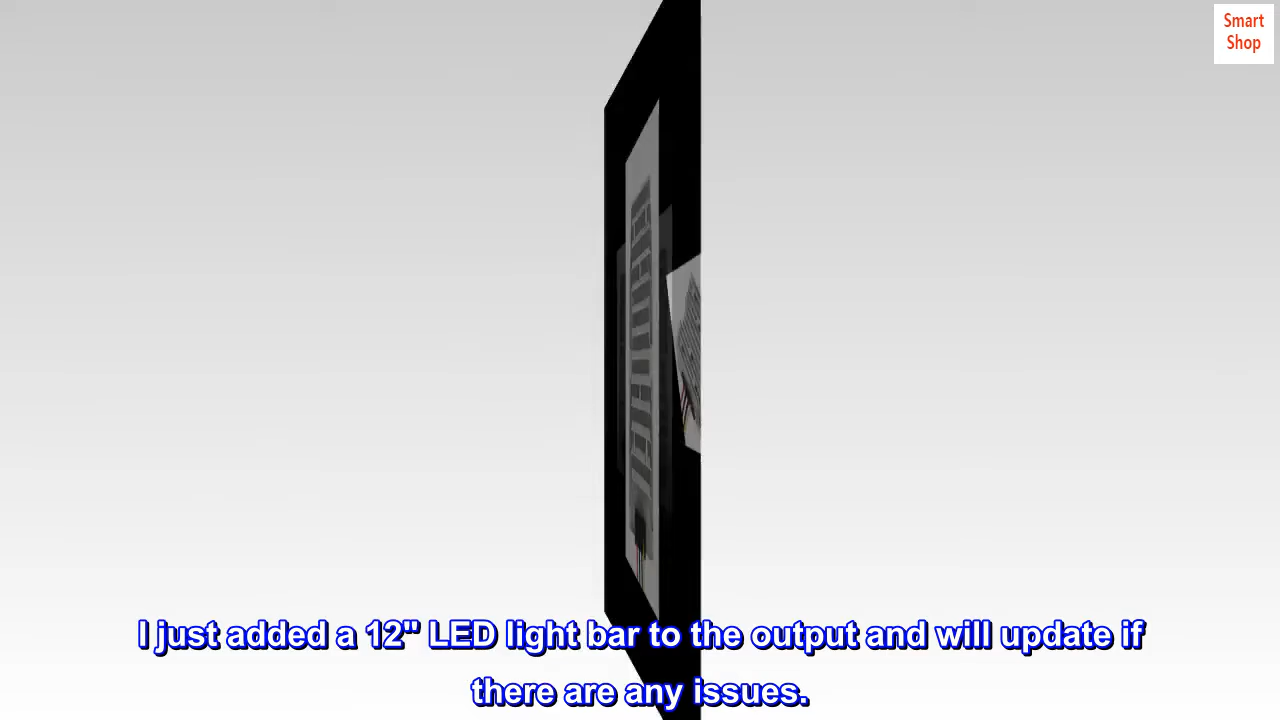 Smart
Shop
I just added a 12" LED light bar to the output and will update if
there are any issues.